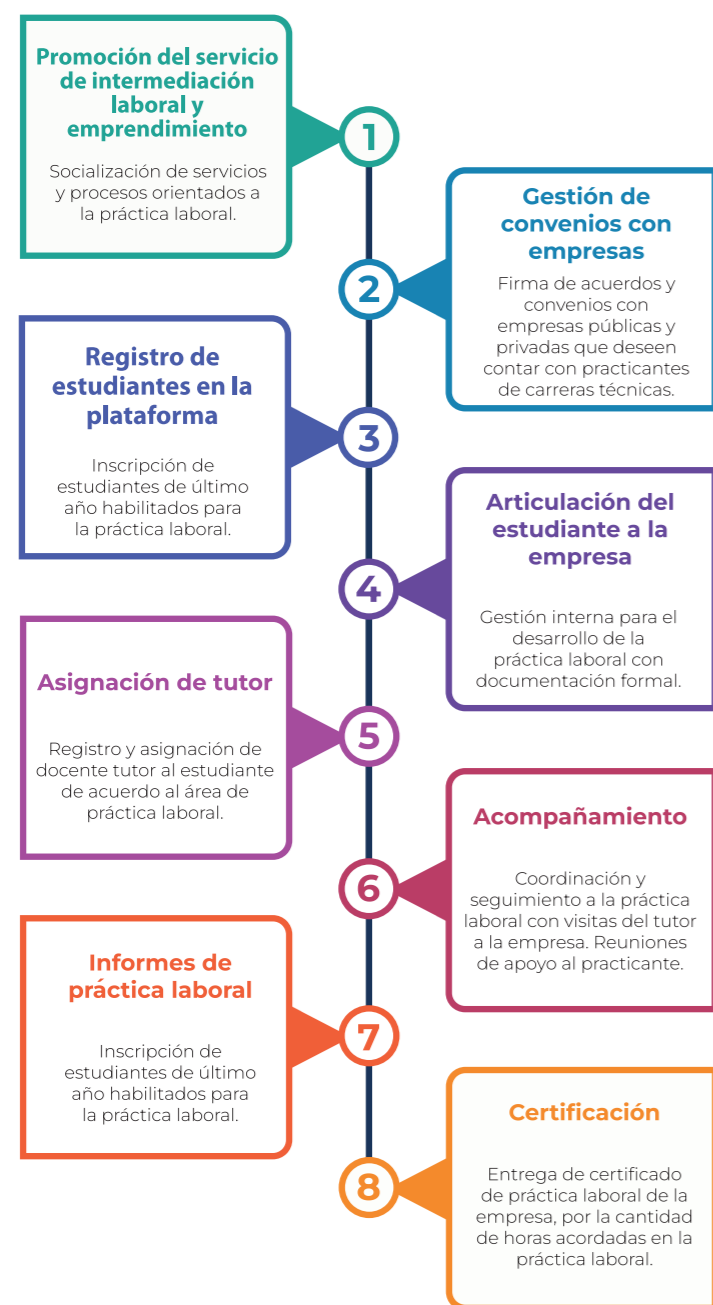 Promoción del servicio
de intermediación
laboral y
emprendimiento
Socialización de servicios
y procesos orientados a
la práctica laboral.
1
Gestión de
convenios con
empresas
Firma de acuerdos y
convenios con
empresas públicas y
privadas que deseen
contar con practicantes
de carreras técnicas.
2
Registro de
estudiantes en la
plataforma
Inscripción de
estudiantes de último
año habilitados para
la práctica laboral.
3
Articulación del
estudiante a la
empresa
Gestión interna para el
desarrollo de la
práctica laboral con
documentación formal.
4
Asignación de tutor
Registro y asignación de
docente tutor al estudiante
de acuerdo al área de
práctica laboral.
5
Acompañamiento
Coordinación y
seguimiento a la práctica
laboral con visitas del tutor
a la empresa. Reuniones
de apoyo al practicante.
6
Informes de
práctica laboral
Inscripción de
estudiantes de último
año habilitados para
la práctica laboral.
7
Certificación
Entrega de certificado
de práctica laboral de la
empresa, por la cantidad
de horas acordadas en la
práctica laboral.
8